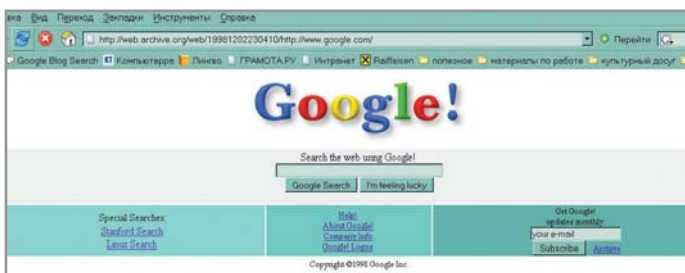 вка Вид Переход Закладки Инструменты Справка
http://web.archive.org/web/19981202230410/http://www.google.com/ Перейти
Google Blog Search Компьютерра Лингво ГРАМОТА.РУ Интранет Raiffeisen полезное материалы по работе культурный досуг
Google!
Search the web using Google!
Google Search I'm feeling lucky
Special Searches
Stanford Search
Linux Search
Help!
About Google!
Company Info
Google! Logos
Get Google!
updates monthly:
your e-mail
Subscribe Archive
Copyright ©1998 Google Inc.